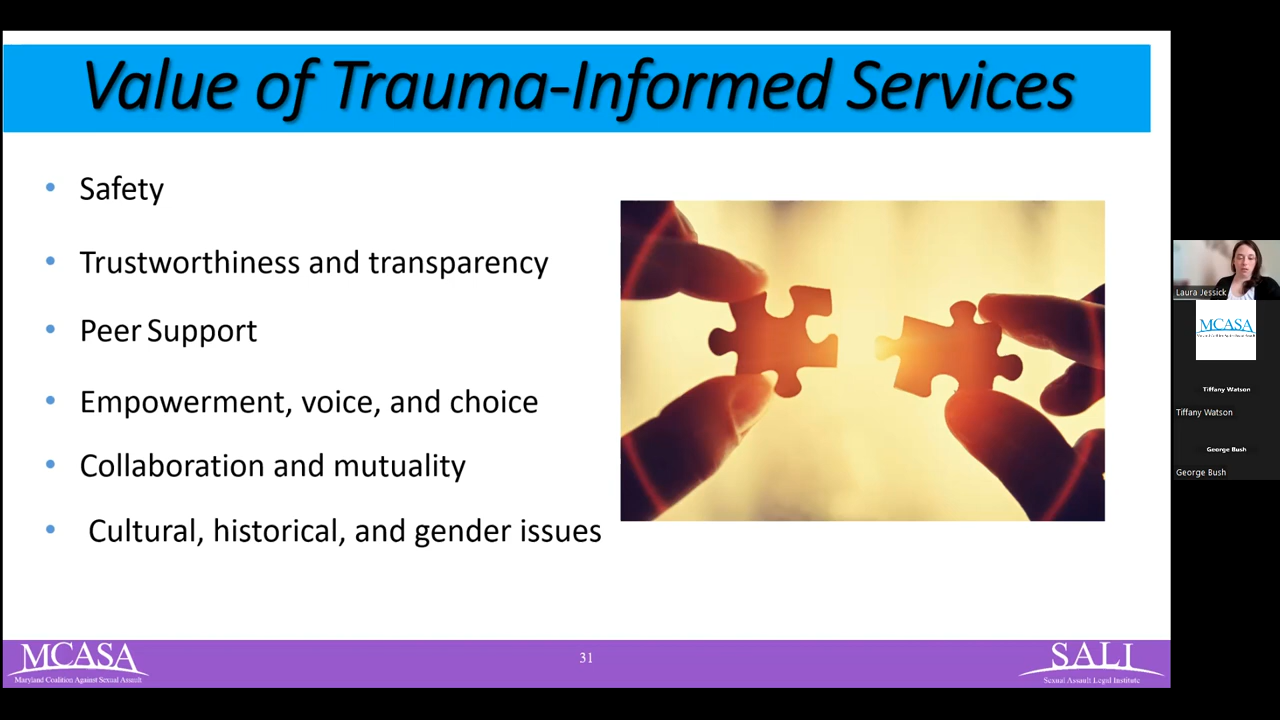 Value of Trauma-Informed Services
• Safety
• Trustworthiness and transparency
• Peer Support
• Empowerment, voice, and choice
• Collaboration and mutuality
• Cultural, historical, and gender issues
MCASA
Maryland Coalition Against Sexual Assault
31
SALI
Sexual Assault Legal Institute
Laura Jessick
MCASA
Tiffany Watson
Tiffany Watson
George Bush
George Bush